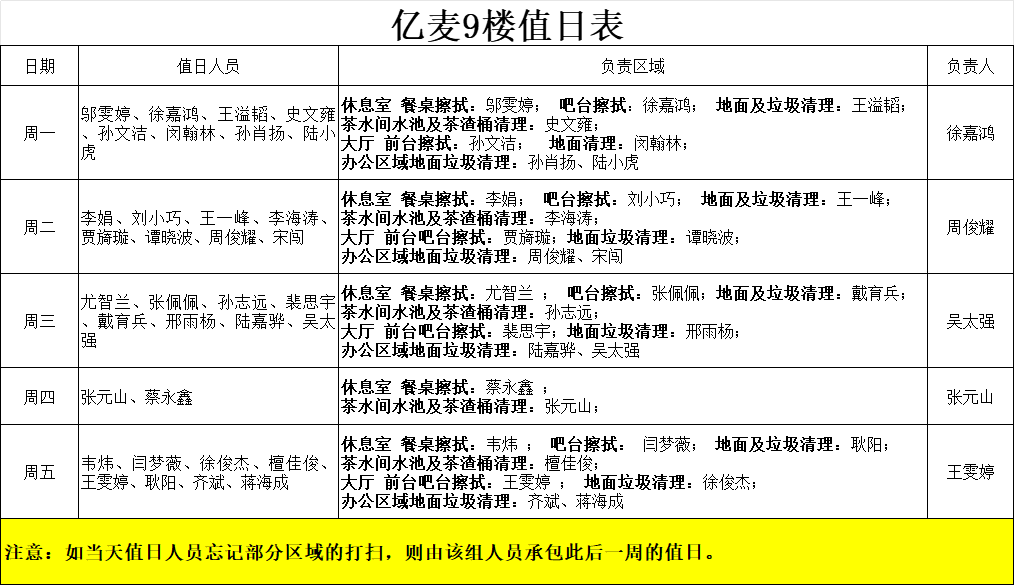 亿麦9楼值日表
日期 值日人员 负责区域 负责人
周一
邬雯婷、徐嘉鸿、王溢韬、史文雍
、孙文洁、闵翰林、孙肖扬、陆小
虎
休息室 餐桌擦拭：邬雯婷； 吧台擦拭：徐嘉鸿； 地面及垃圾清理：王溢韬；
茶水间水池及茶渣桶清理：史文雍；
大厅 前台擦拭：孙文洁； 地面清理：闵翰林；
办公区域地面垃圾清理：孙肖扬、陆小虎
徐嘉鸿
周二
李娟、刘小巧、王一峰、李海涛、
贾旖璇、谭晓波、周俊耀、宋闯
休息室 餐桌擦拭：李娟； 吧台擦拭：刘小巧； 地面及垃圾清理：王一峰；
茶水间水池及茶渣桶清理：李海涛；
大厅 前台吧台擦拭：贾旖璇；地面垃圾清理：谭晓波；
办公区域地面垃圾清理：周俊耀、宋闯
周俊耀
周三
尤智兰、张佩佩、孙志远、裴思宇
、戴育兵、邢雨杨、陆嘉骅、吴太
强
休息室 餐桌擦拭：尤智兰 ； 吧台擦拭：张佩佩；地面及垃圾清理：戴育兵；
茶水间水池及茶渣桶清理：孙志远；
大厅 前台吧台擦拭：裴思宇；地面垃圾清理：邢雨杨；
办公区域地面垃圾清理：陆嘉骅、吴太强
吴太强
周四
张元山、蔡永鑫
休息室 餐桌擦拭：蔡永鑫 ；
茶水间水池及茶渣桶清理：张元山；
张元山
周五
韦炜、闫梦薇、徐俊杰、檀佳俊、
王雯婷、耿阳、齐斌、蒋海成
休息室 餐桌擦拭：韦炜 ； 吧台擦拭： 闫梦薇； 地面及垃圾清理：耿阳；
茶水间水池及茶渣桶清理：檀佳俊；
大厅 前台吧台擦拭：王雯婷 ； 地面垃圾清理：徐俊杰；
办公区域地面垃圾清理：齐斌、蒋海成
王雯婷
注意：如当天值日人员忘记部分区域的打扫，则由该组人员承包此后一周的值日。